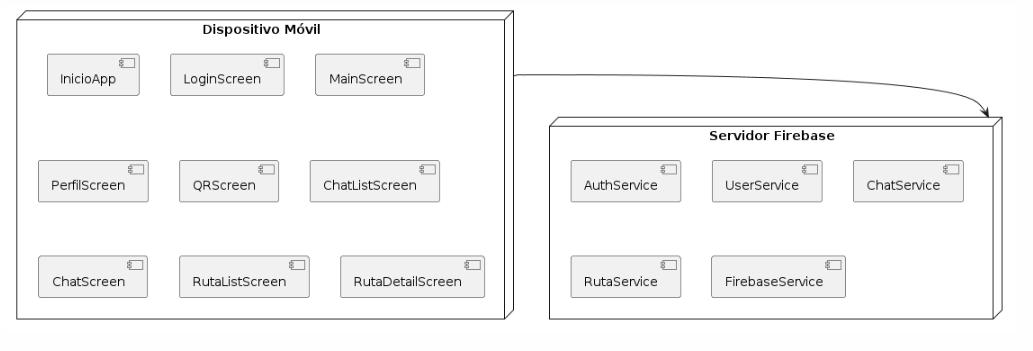 Dispositivo Móvil
InicioApp
LoginScreen
MainScreen
PerfilScreen
QRScreen
ChatListScreen
ChatScreen
RutaListScreen
RutaDetailScreen
Servidor Firebase
AuthService
UserService
ChatService
RutaService
FirebaseService